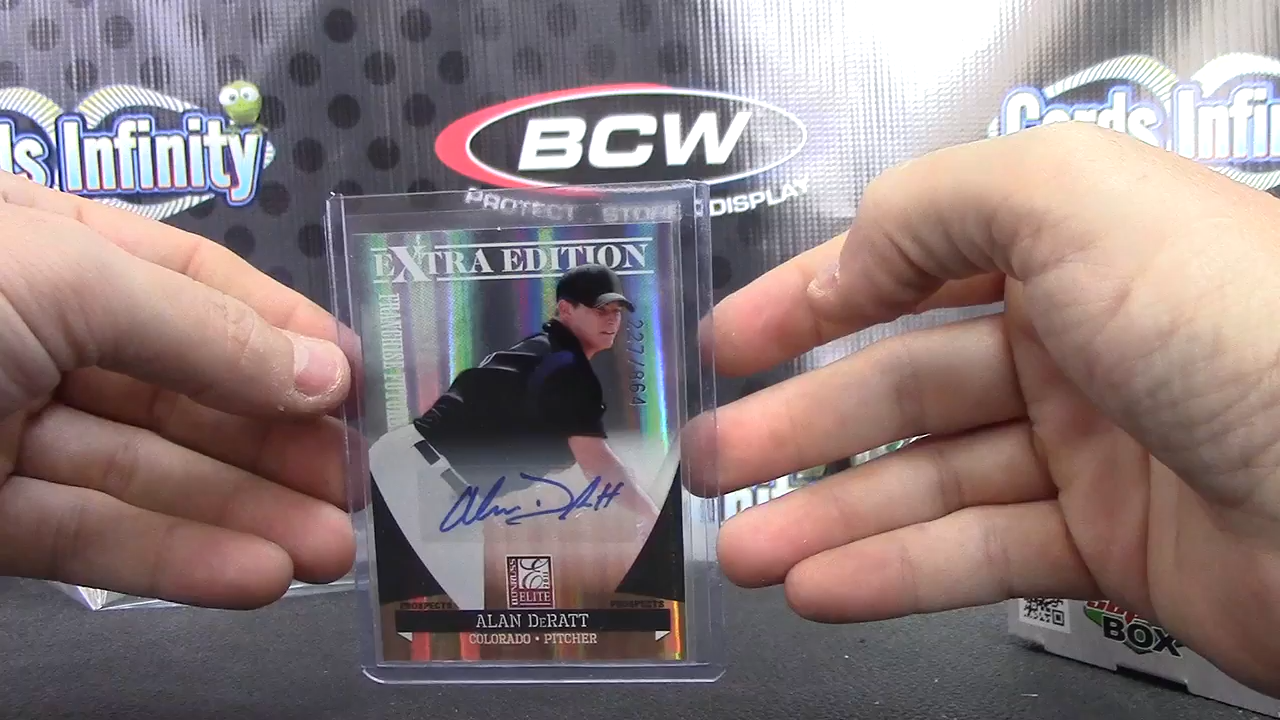 ds Infinity
BCW
PROTECT STORE DISPLAY
Cards Infi
EXTRA EDITION
FRANCHISE FUTURES
227/864
DONRUSS
ELITE
PROSPECTS
PROSPECTS
ALAN DERATT
COLORADO • PITCHER
BOX